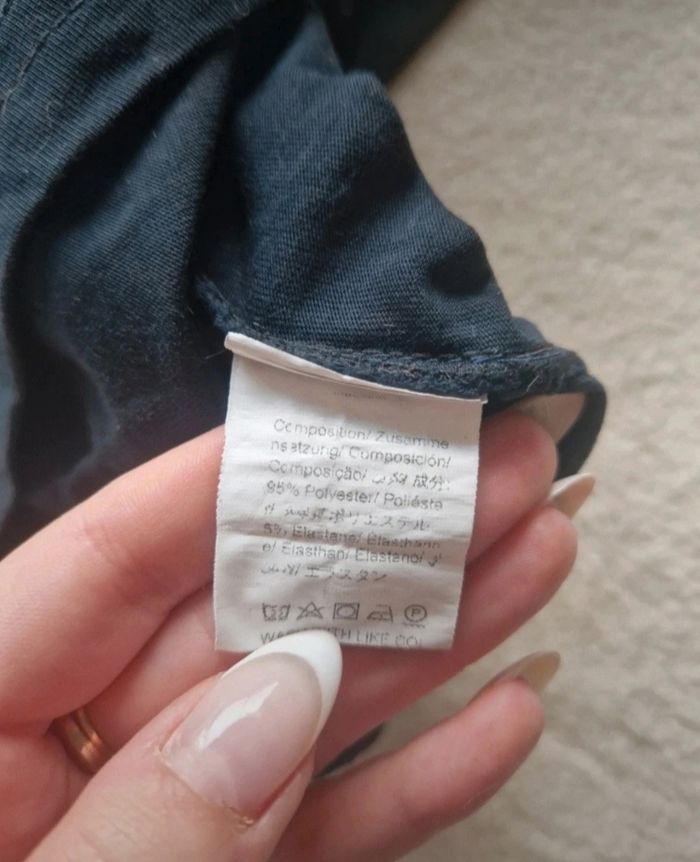 Composition/ Zusamme
nsetzung/ Composición/
Composição/ 成分:
95% Polyester/ Poliéste
ポリエステル
5% Elastane/ Élasthann
e/ Elasthan/ Elastano/
エラスタン
P
WASH WITH LIKE COL